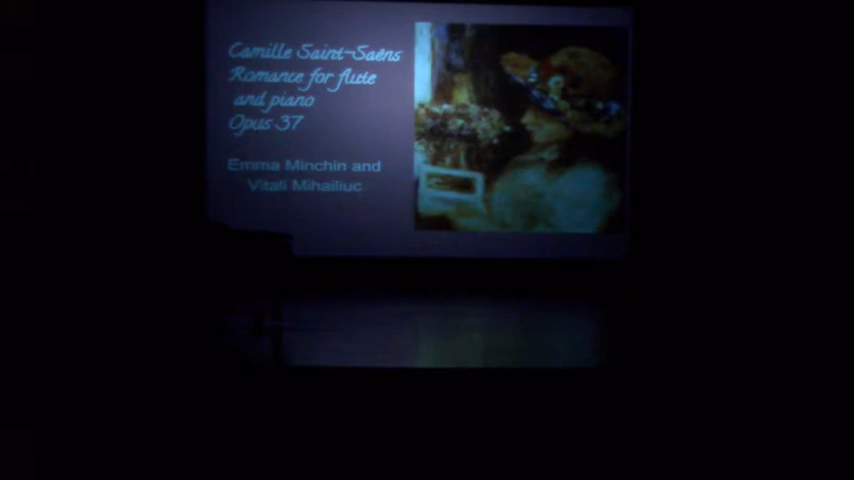 Camille Saint-Saëns
Romance for flute
and piano
Opus 37
Emma Minchin and
Vitali Mihailiuc